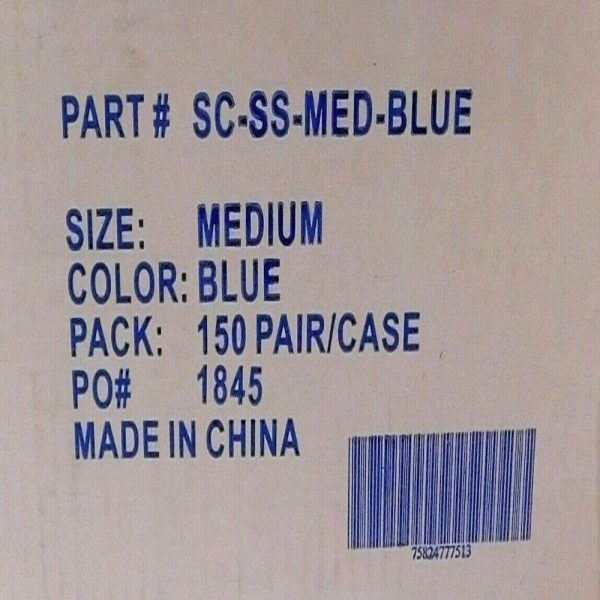 PART # SC-SS-MED-BLUE
SIZE: MEDIUM
COLOR: BLUE
PACK: 150 PAIR/CASE
PO# 1845
MADE IN CHINA
75824777513